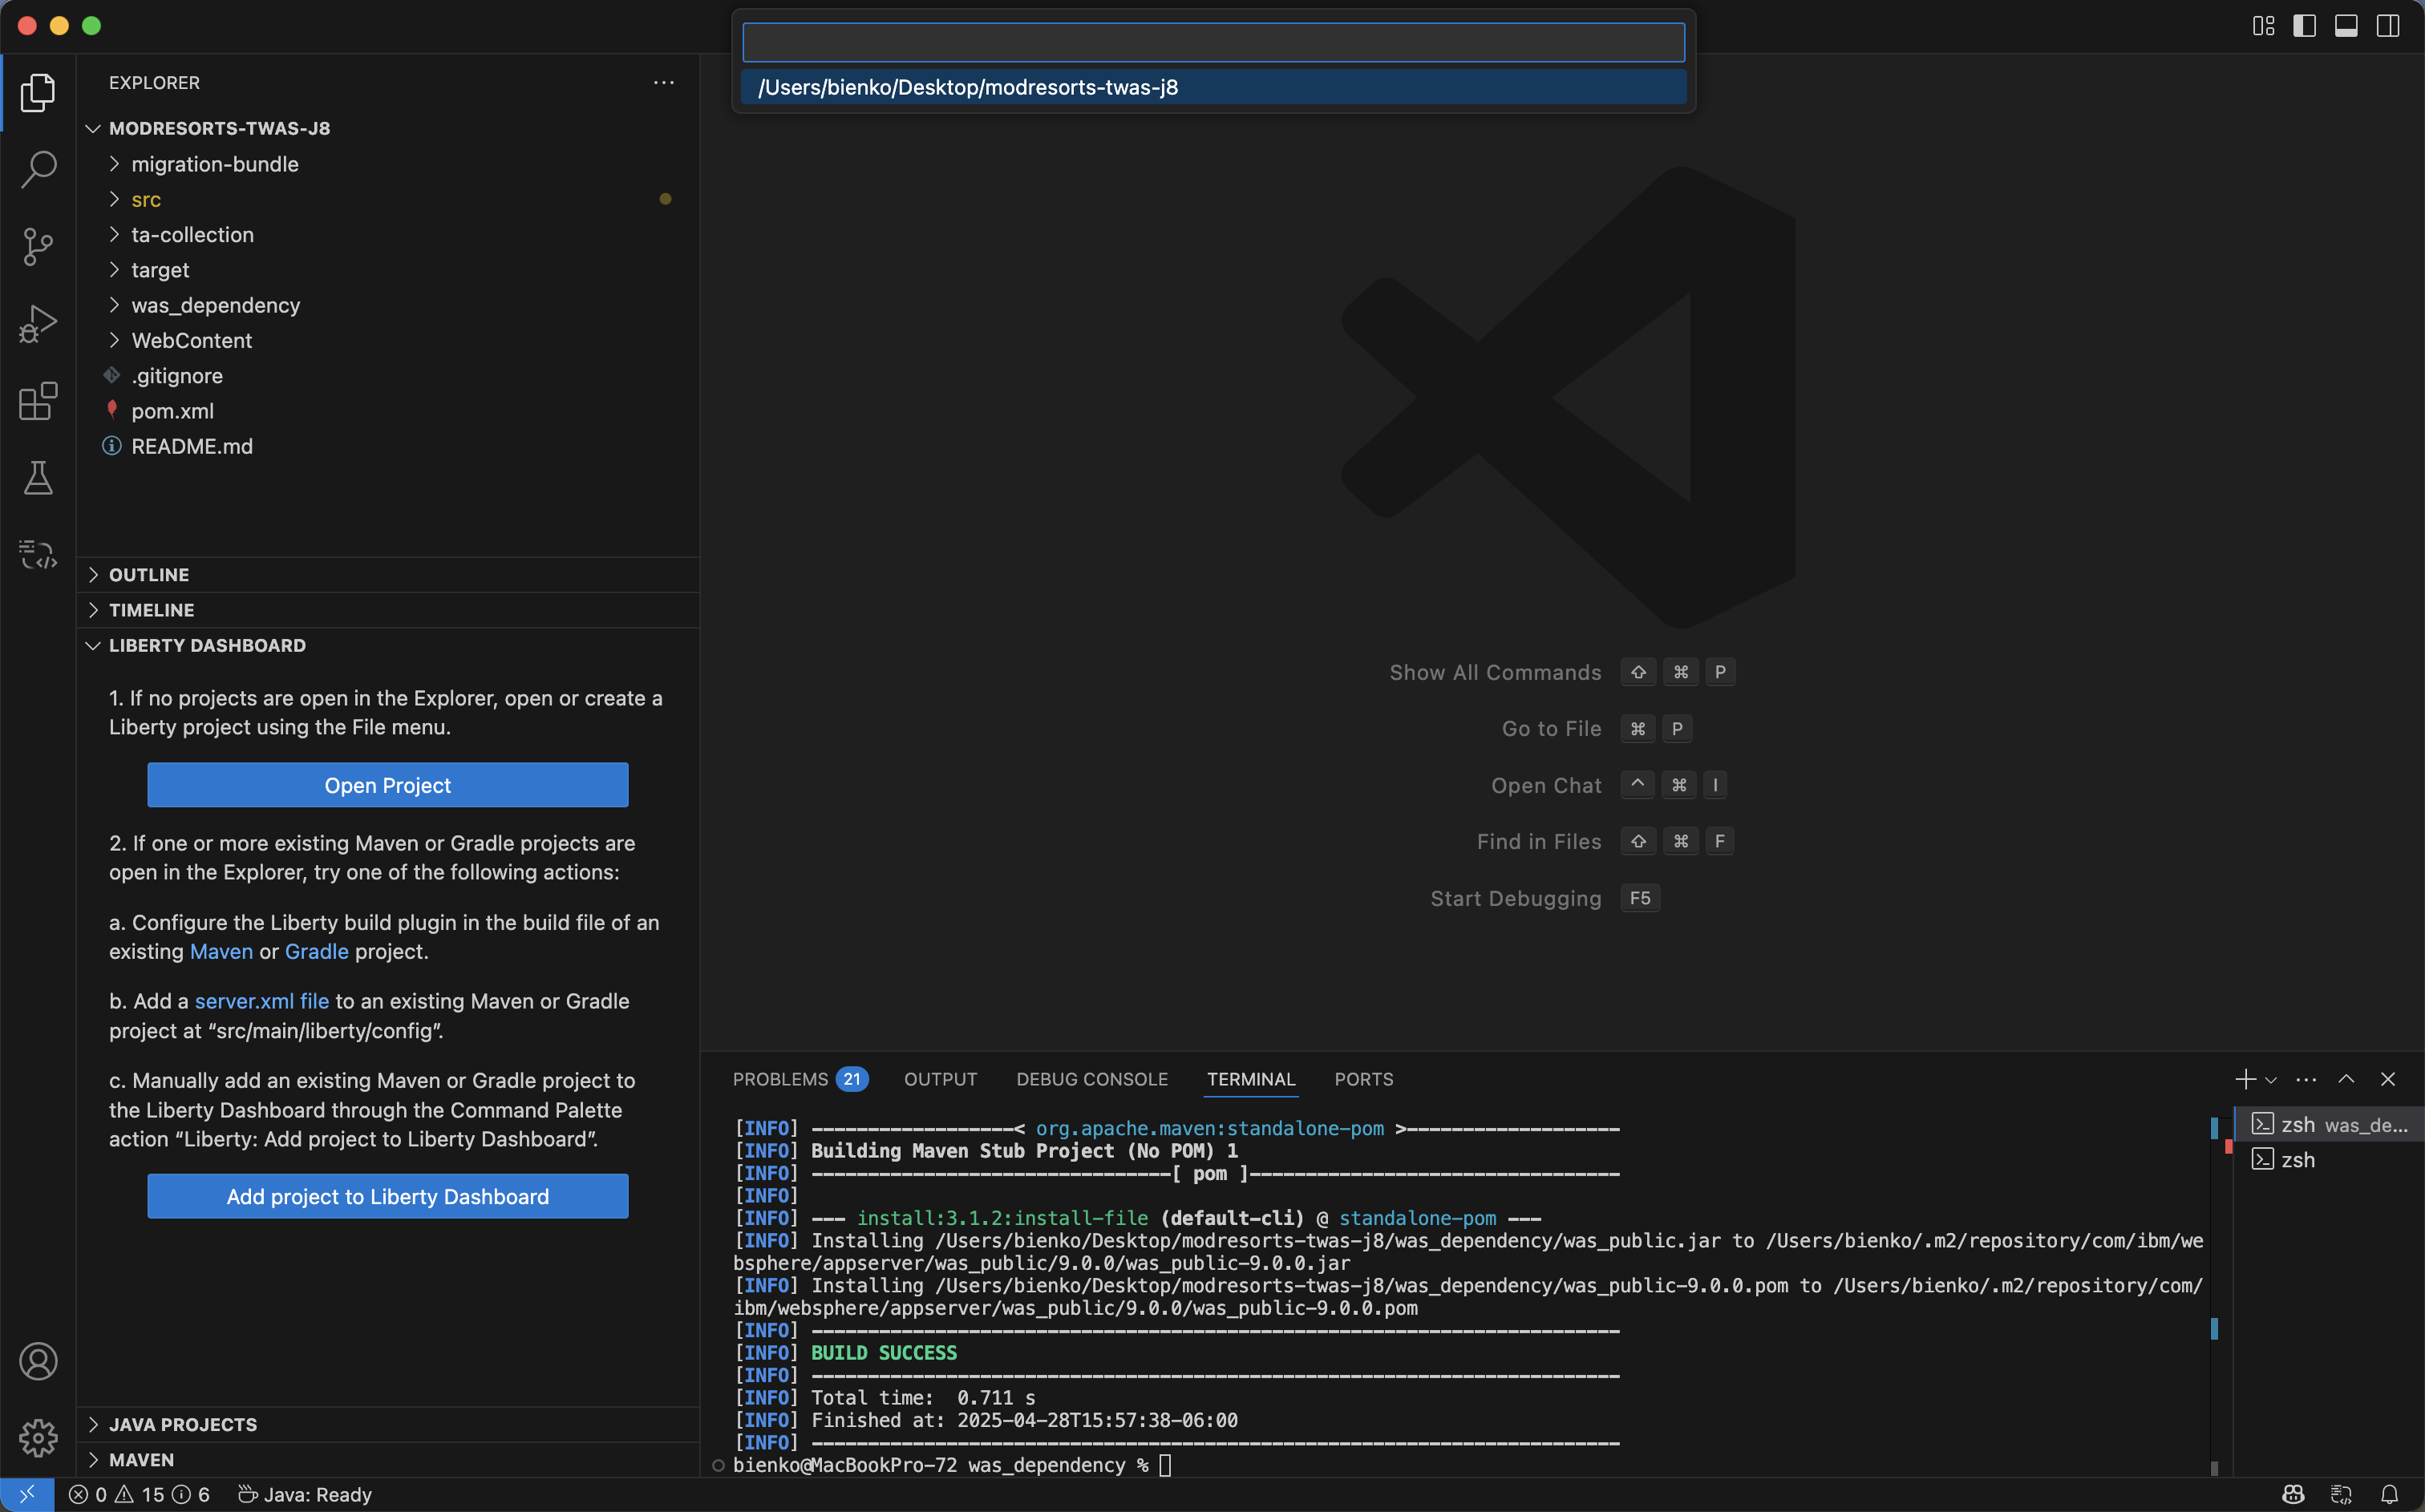 /Users/bienko/Desktop/modresorts-twas-j8
EXPLORER
MODRESORTS-TWAS-J8
migration-bundle
src
ta-collection
target
was_dependency
WebContent
.gitignore
pom.xml
README.md
OUTLINE
TIMELINE
LIBERTY DASHBOARD
1. If no projects are open in the Explorer, open or create a
Liberty project using the File menu.
Open Project
2. If one or more existing Maven or Gradle projects are
open in the Explorer, try one of the following actions:
a. Configure the Liberty build plugin in the build file of an
existing Maven or Gradle project.
b. Add a server.xml file to an existing Maven or Gradle
project at “src/main/liberty/config”.
c. Manually add an existing Maven or Gradle project to
the Liberty Dashboard through the Command Palette
action “Liberty: Add project to Liberty Dashboard”.
Add project to Liberty Dashboard
JAVA PROJECTS
MAVEN
Show All Commands ⇧ ⌘ P
Go to File ⌘ P
Open Chat ^ ⌘ I
Find in Files ⇧ ⌘ F
Start Debugging F5
PROBLEMS 21 OUTPUT DEBUG CONSOLE TERMINAL PORTS
[INFO] ------------------< org.apache.maven:standalone-pom >-------------------
[INFO] Building Maven Stub Project (No POM) 1
[INFO] --------------------------------[ pom ]---------------------------------
[INFO]
[INFO] --- install:3.1.2:install-file (default-cli) @ standalone-pom ---
[INFO] Installing /Users/bienko/Desktop/modresorts-twas-j8/was_dependency/was_public.jar to /Users/bienko/.m2/repository/com/ibm/we
bsphere/appserver/was_public/9.0.0/was_public-9.0.0.jar
[INFO] Installing /Users/bienko/Desktop/modresorts-twas-j8/was_dependency/was_public-9.0.0.pom to /Users/bienko/.m2/repository/com/
ibm/websphere/appserver/was_public/9.0.0/was_public-9.0.0.pom
[INFO] ------------------------------------------------------------------------
[INFO] BUILD SUCCESS
[INFO] ------------------------------------------------------------------------
[INFO] Total time:  0.711 s
[INFO] Finished at: 2025-04-28T15:57:38-06:00
[INFO] ------------------------------------------------------------------------
bienko@MacBookPro-72 was_dependency %
zsh was_de...
zsh
0 15 6 Java: Ready